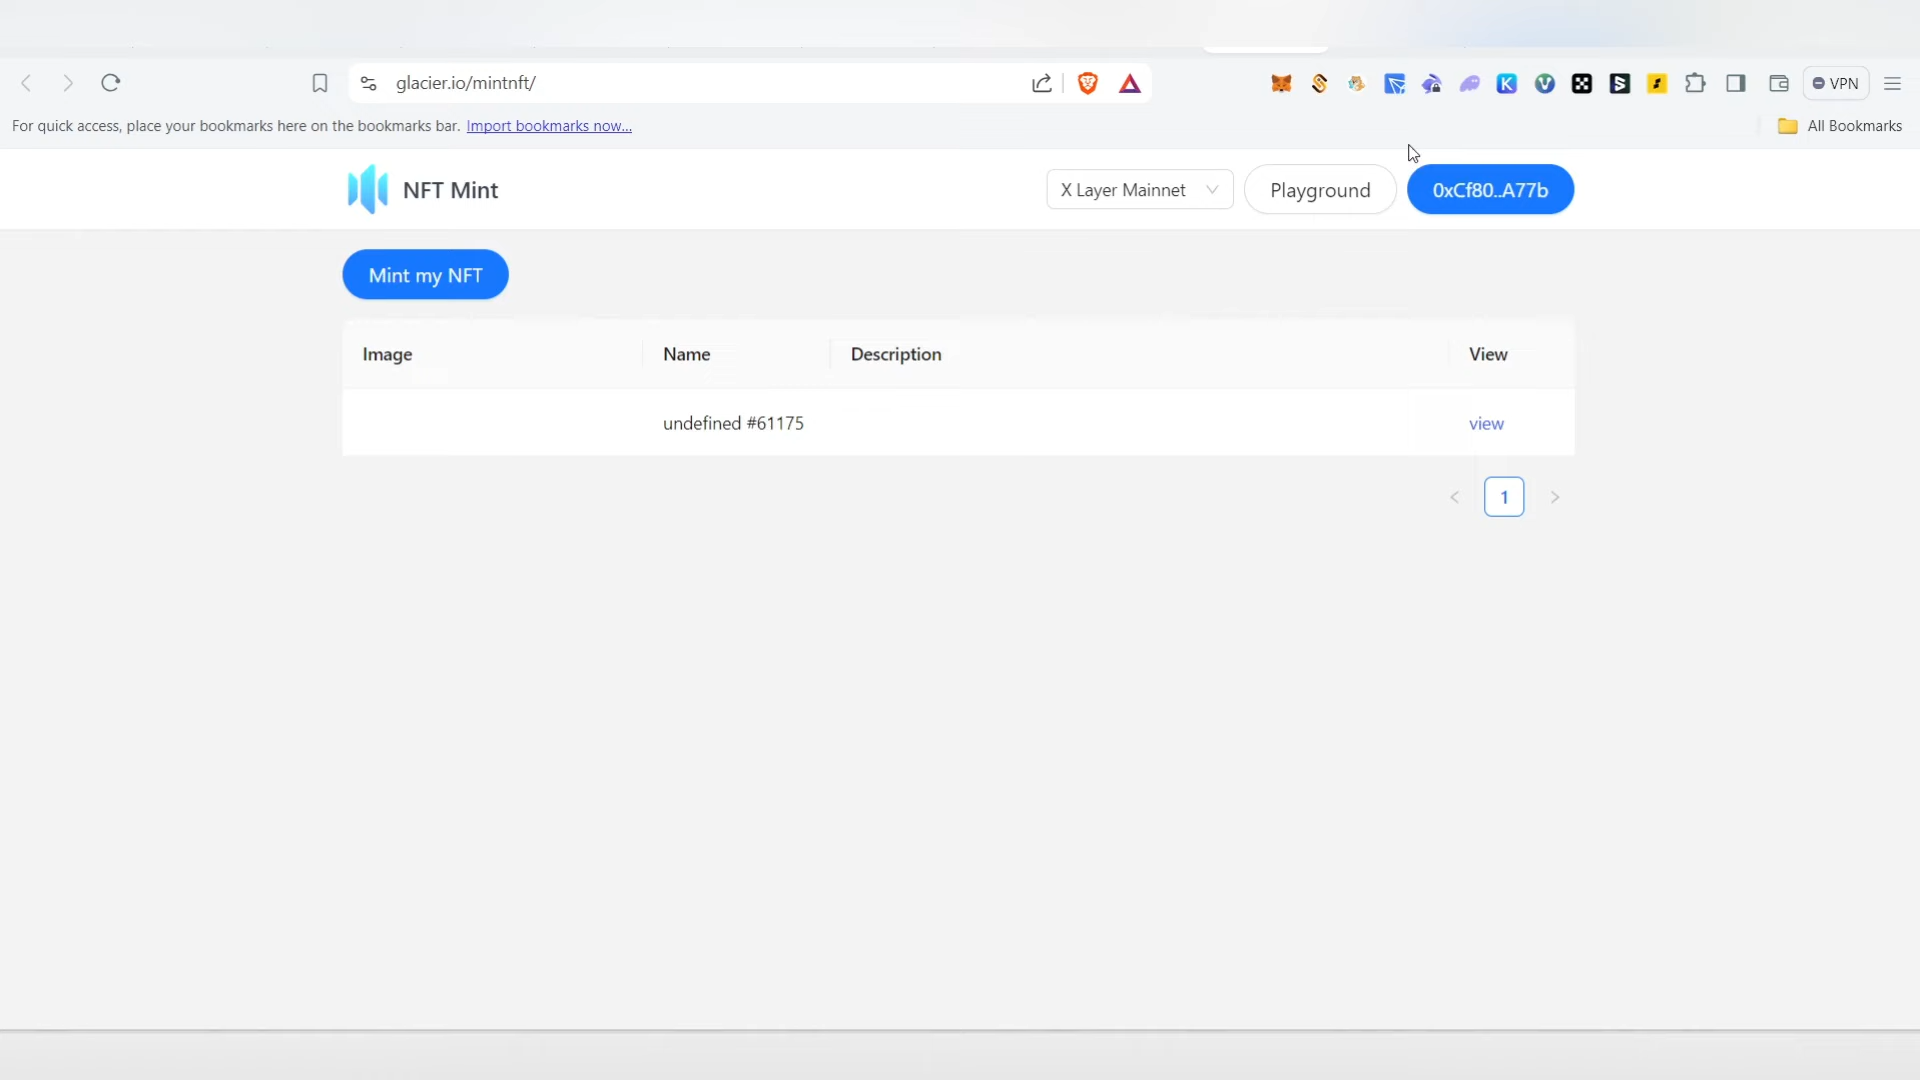 glacier.io/mintnft/
VPN
For quick access, place your bookmarks here on the bookmarks bar. Import bookmarks now...
All Bookmarks
NFT Mint
X Layer Mainnet
Playground
0xCf80..A77b
Mint my NFT
Image Name Description View
undefined #61175 view
< 1 >